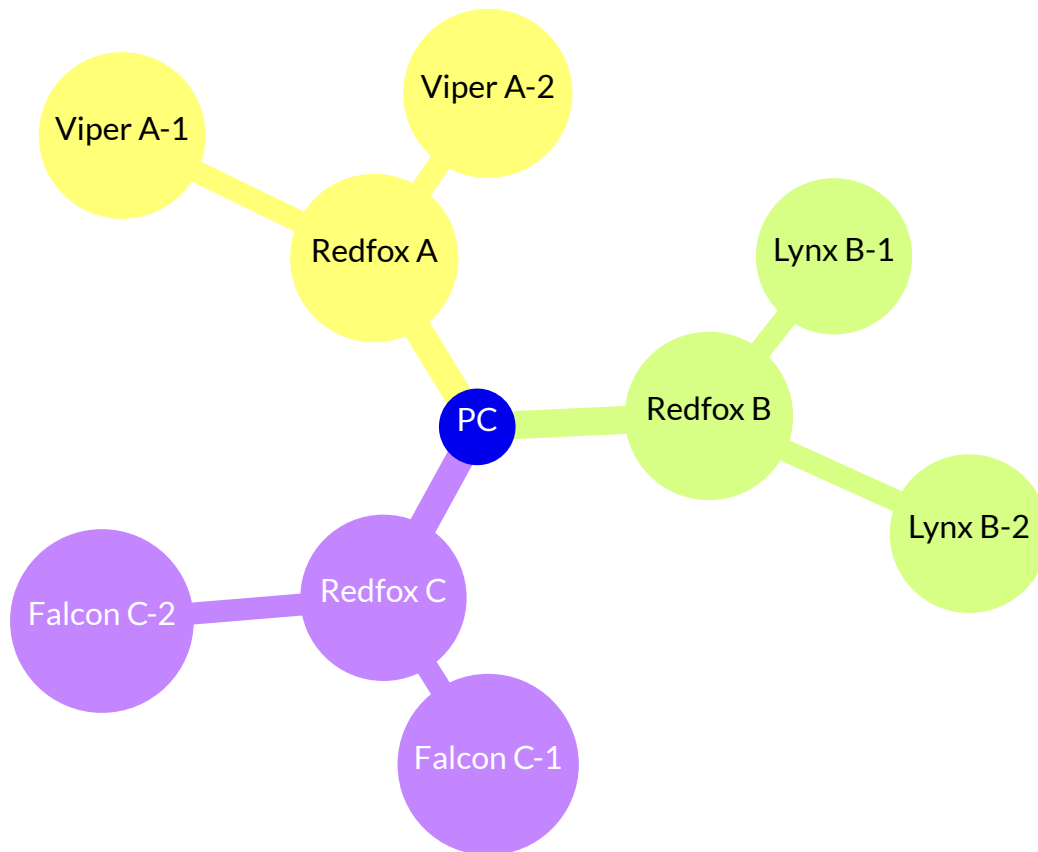 Viper A-2
Viper A-1
Redfox A
Lynx B-1
Redfox B
PC
Lynx B-2
Redfox C
Falcon C-2
Falcon C-1